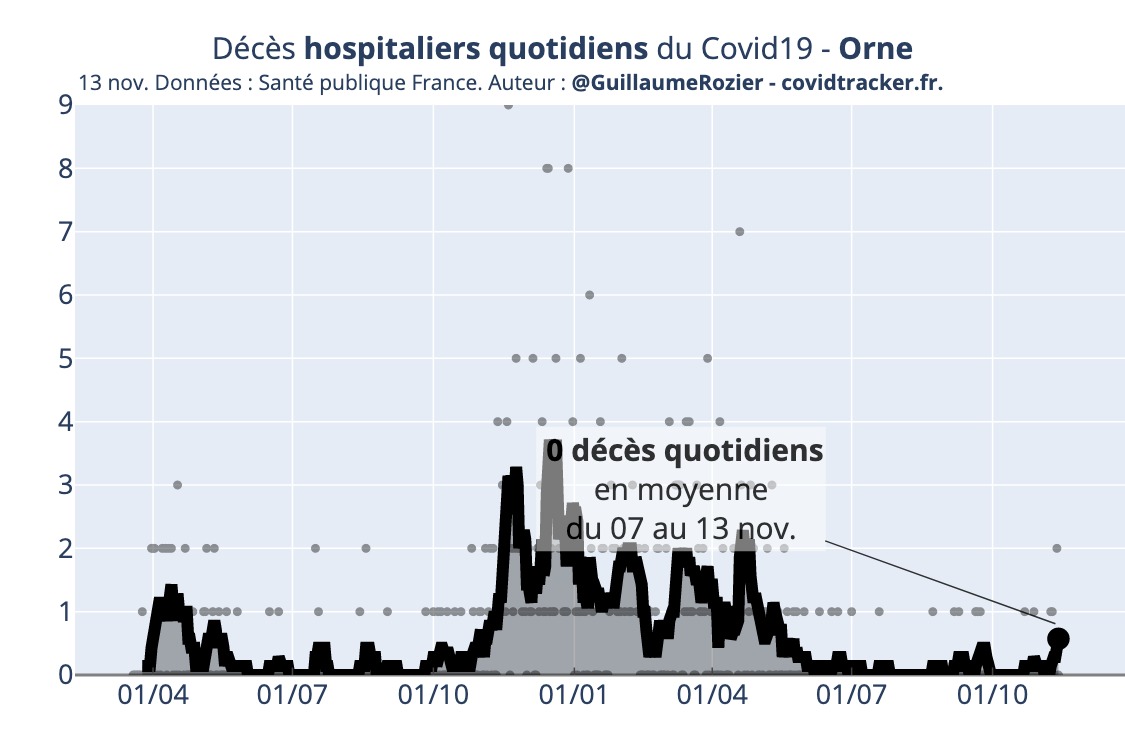 Décès hospitaliers quotidiens du Covid19 - Orne
13 nov. Données : Santé publique France. Auteur : @GuillaumeRozier - covidtracker.fr.
9
8
7
6
5
4
3
2
1
0
0 décès quotidiens
en moyenne
du 07 au 13 nov.
01/04 01/07 01/10 01/01 01/04 01/07 01/10